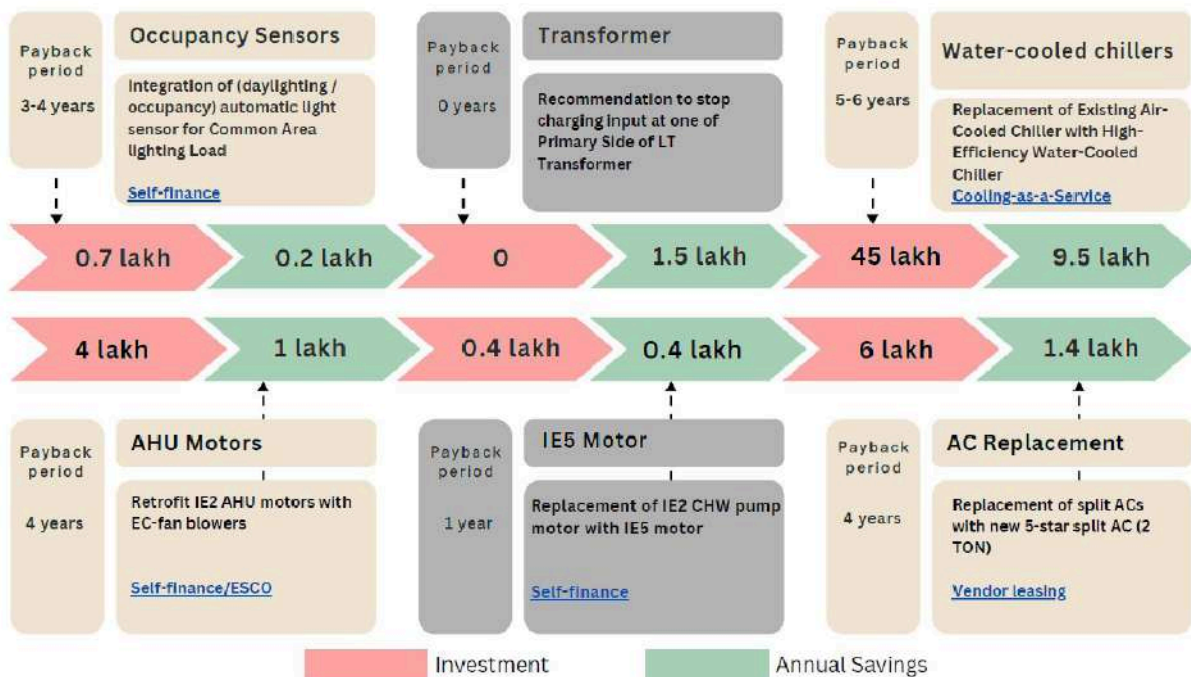 Payback
period
3-4 years
Occupancy Sensors
Integration of (daylighting /
occupancy) automatic light
sensor for Common Area
lighting Load
Self-finance
Payback
period
0 years
Transformer
Recommendation to stop
charging input at one of
Primary Side of LT
Transformer
Payback
period
5-6 years
Water-cooled chillers
Replacement of Existing Air-
Cooled Chiller with High-
Efficiency Water-Cooled
Chiller
Cooling-as-a-Service
0.7 lakh
0.2 lakh
0
1.5 lakh
45 lakh
9.5 lakh
4 lakh
1 lakh
0.4 lakh
0.4 lakh
6 lakh
1.4 lakh
Payback
period
4 years
AHU Motors
Retrofit IE2 AHU motors with
EC-fan blowers
Self-finance/ESCO
Payback
period
1 year
IE5 Motor
Replacement of IE2 CHW pump
motor with IE5 motor
Self-finance
Payback
period
4 years
AC Replacement
Replacement of split ACs
with new 5-star split AC (2
TON)
Vendor leasing
Investment
Annual Savings